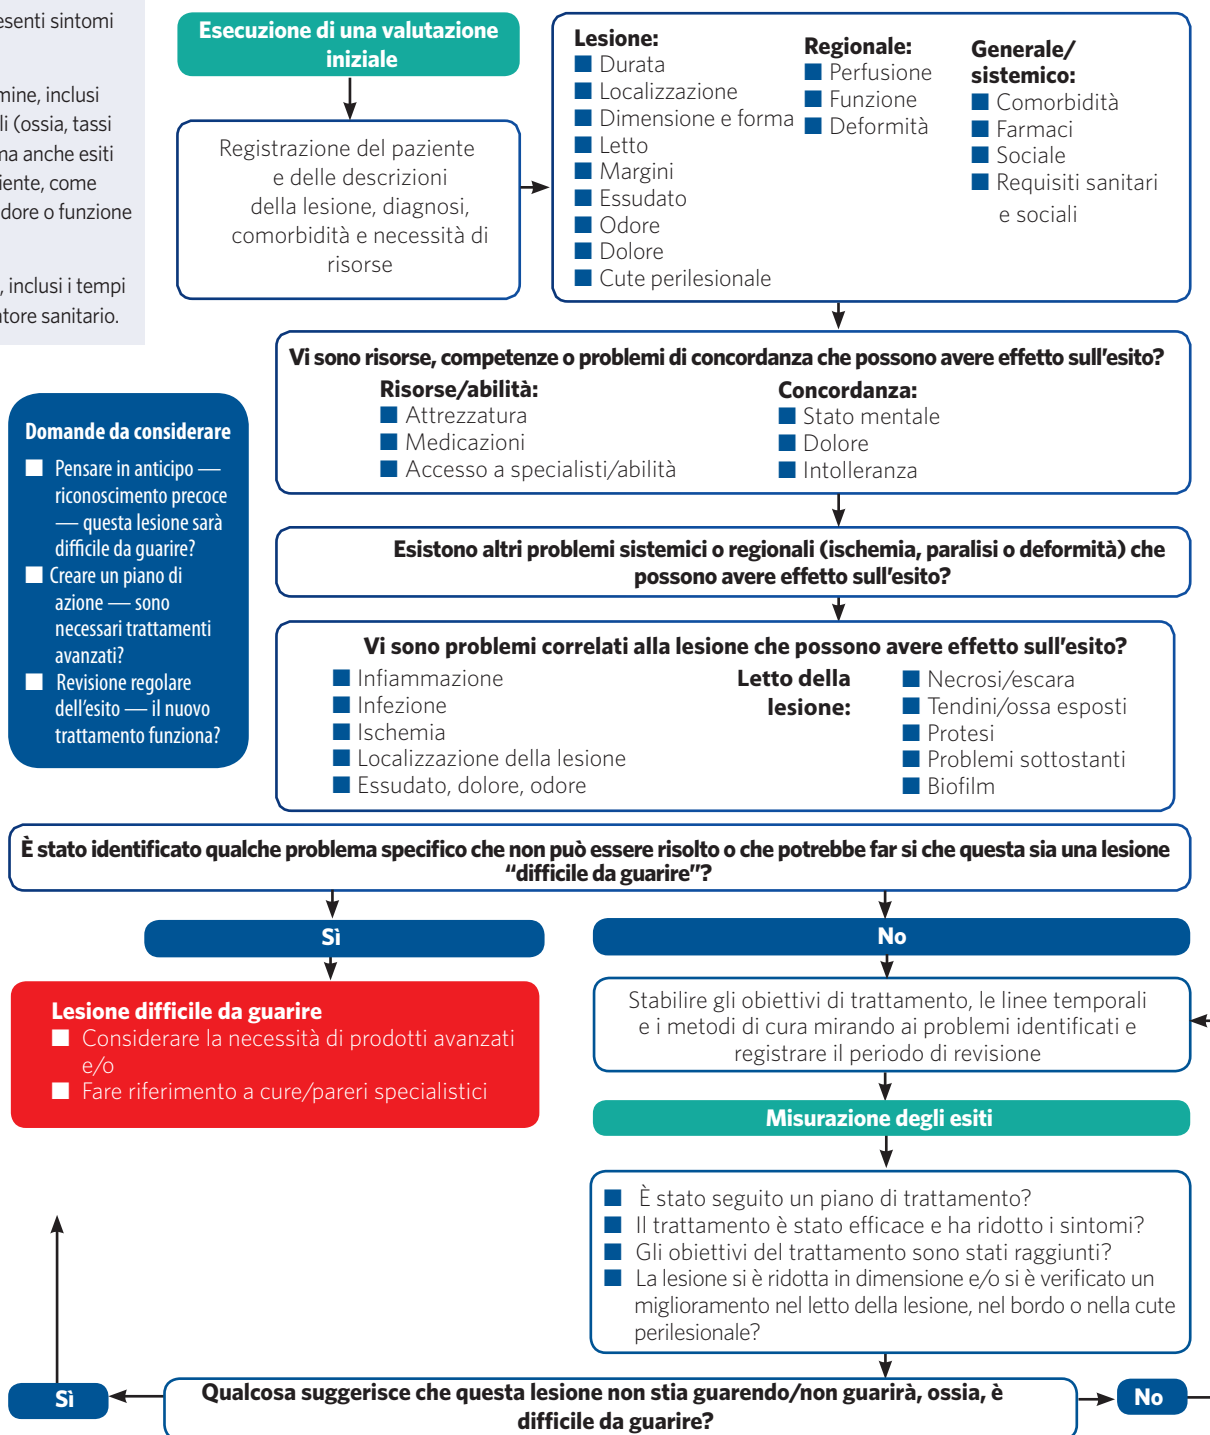 esenti sintomi
mine, inclusi
li (ossia, tassi
ma anche esiti
ziente, come
dore o funzione
, inclusi i tempi
atore sanitario.
Esecuzione di una valutazione
iniziale
Registrazione del paziente
e delle descrizioni
della lesione, diagnosi,
comorbidità e necessità di
risorse
Lesione:
Durata
Localizzazione
Dimensione e forma
Letto
Margini
Essudato
Odore
Dolore
Cute perilesionale
Regionale:
Perfusione
Funzione
Deformità
Generale/
sistemico:
Comorbidità
Farmaci
Sociale
Requisiti sanitari
e sociali
Vi sono risorse, competenze o problemi di concordanza che possono avere effetto sull'esito?
Risorse/abilità:
Attrezzatura
Medicazioni
Accesso a specialisti/abilità
Concordanza:
Stato mentale
Dolore
Intolleranza
Domande da considerare
Pensare in anticipo —
riconoscimento precoce
— questa lesione sarà
difficile da guarire?
Creare un piano di
azione — sono
necessari trattamenti
avanzati?
Revisione regolare
dell'esito — il nuovo
trattamento funziona?
Esistono altri problemi sistemici o regionali (ischemia, paralisi o deformità) che
possono avere effetto sull'esito?
Vi sono problemi correlati alla lesione che possono avere effetto sull'esito?
Infiammazione
Infezione
Ischemia
Localizzazione della lesione
Essudato, dolore, odore
Letto della
lesione:
Necrosi/escara
Tendini/ossa esposti
Protesi
Problemi sottostanti
Biofilm
È stato identificato qualche problema specifico che non può essere risolto o che potrebbe far si che questa sia una lesione
“difficile da guarire”?
Sì
No
Lesione difficile da guarire
Considerare la necessità di prodotti avanzati
e/o
Fare riferimento a cure/pareri specialistici
Stabilire gli obiettivi di trattamento, le linee temporali
e i metodi di cura mirando ai problemi identificati e
registrare il periodo di revisione
Misurazione degli esiti
È stato seguito un piano di trattamento?
Il trattamento è stato efficace e ha ridotto i sintomi?
Gli obiettivi del trattamento sono stati raggiunti?
La lesione si è ridotta in dimensione e/o si è verificato un
miglioramento nel letto della lesione, nel bordo o nella cute
perilesionale?
Sì
Qualcosa suggerisce che questa lesione non stia guarendo/non guarirà, ossia, è
difficile da guarire?
No